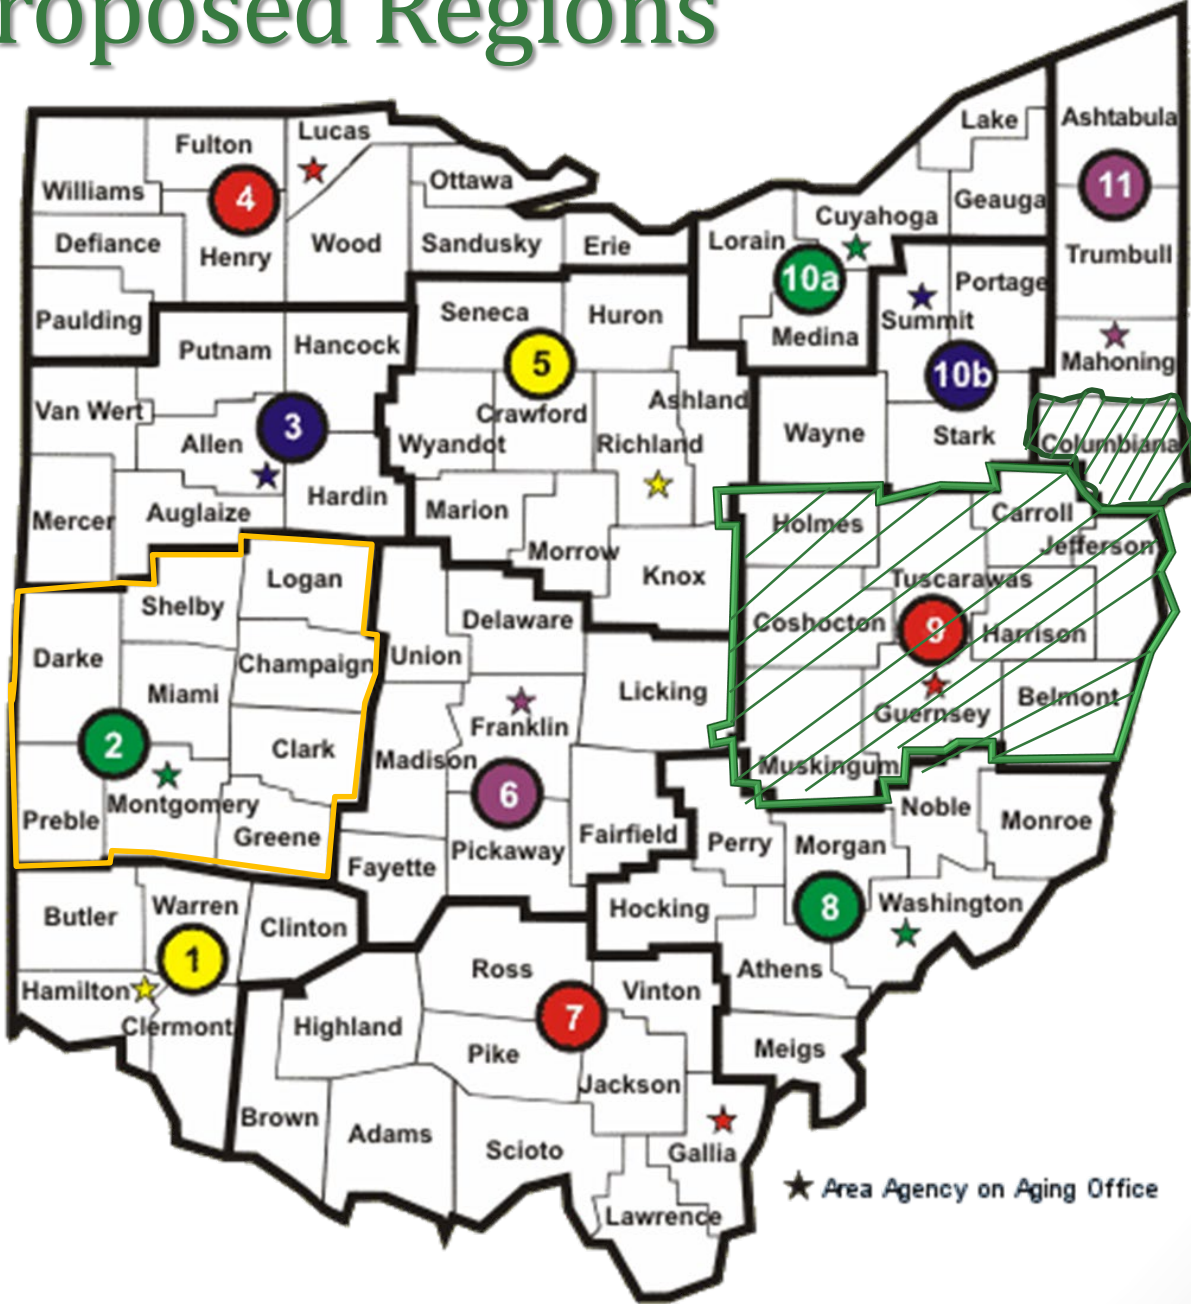 roposed Regions
Lake
Ashtabula
Fulton
Lucas
Williams
4
Ottawa
11
Geauga
Cuyahoga
Defiance
Henry
Wood
Sandusky
Erie
Lorain
Trumbull
10a
Portage
Paulding
Seneca
Huron
Summit
Putnam
Hancock
Medina
Mahoning
5
10b
Van Wert
Crawford
Ashland
3
Allen
Wyandot
Richland
Wayne
Stark
Columbiana
Hardin
Mercer
Auglaize
Marion
Holmes
Carroll
Morrow
Jefferson
Logan
Knox
Tuscarawas
Shelby
Delaware
Coshocton
9
Harrison
Darke
Champaign
Union
Miami
Licking
Belmont
Guernsey
2
Clark
Franklin
Madison
Muskingum
Montgomery
6
Preble
Greene
Noble
Monroe
Fairfield
Perry
Morgan
Pickaway
Fayette
Butler
Warren
Clinton
Hocking
8
Washington
1
Ross
Athens
Hamilton
Vinton
Clermont
Highland
7
Pike
Meigs
Jackson
Brown
Adams
Scioto
Gallia
Area Agency on Aging Office
Lawrence